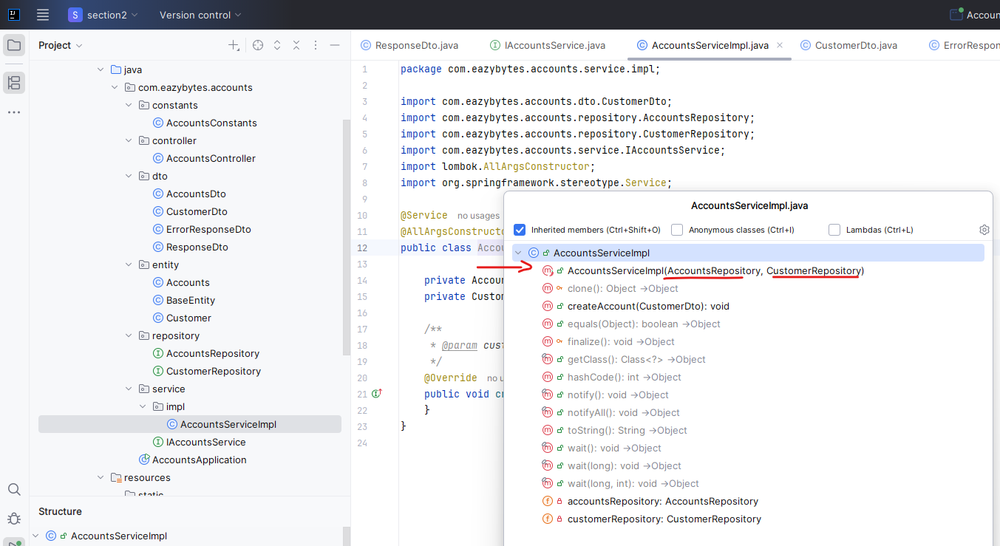 S section2 Version control Accoun
Project
java
com.eazybytes.accounts
constants
AccountsConstants
controller
AccountsController
dto
AccountsDto
CustomerDto
ErrorResponseDto
ResponseDto
entity
Accounts
BaseEntity
Customer
repository
AccountsRepository
CustomerRepository
service
impl
AccountsServiceImpl
IAccountsService
AccountsApplication
resources
static
Structure
AccountsServiceImpl
ResponseDto.java IAccountsService.java AccountsServiceImpl.java CustomerDto.java ErrorRespon
1 package com.eazybytes.accounts.service.impl;
2
3 import com.eazybytes.accounts.dto.CustomerDto;
4 import com.eazybytes.accounts.repository.AccountsRepository;
5 import com.eazybytes.accounts.repository.CustomerRepository;
6 import com.eazybytes.accounts.service.IAccountsService;
7 import lombok.AllArgsConstructor;
8 import org.springframework.stereotype.Service;
9
10 @Service no usages
11 @AllArgsConstructo
12 public class Accou
13
14 private Accoun
15 private Custom
16
17 /**
18 * @param cust
19 */
20 @Override no u
21 public void cr
22 }
23 }
24
AccountsServiceImpl.java
Inherited members (Ctrl+Shift+O) Anonymous classes (Ctrl+I) Lambdas (Ctrl+L)
AccountsServiceImpl
AccountsServiceImpl(AccountsRepository, CustomerRepository)
clone(): Object →Object
createAccount(CustomerDto): void
equals(Object): boolean →Object
finalize(): void →Object
getClass(): Class<?> →Object
hashCode(): int →Object
notify(): void →Object
notifyAll(): void →Object
toString(): String →Object
wait(): void →Object
wait(long): void →Object
wait(long, int): void →Object
accountsRepository: AccountsRepository
customerRepository: CustomerRepository